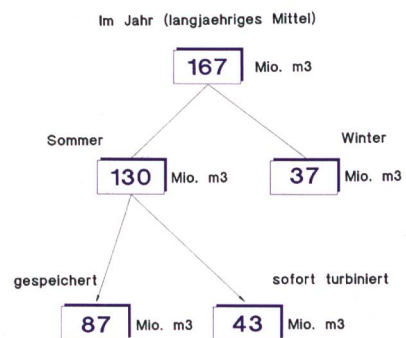 Im Jahr (langjaehriges Mittel)
167 Mio. m3
Sommer Winter
130 Mio. m3 37 Mio. m3
gespeichert sofort turbiniert
87 Mio. m3 43 Mio. m3